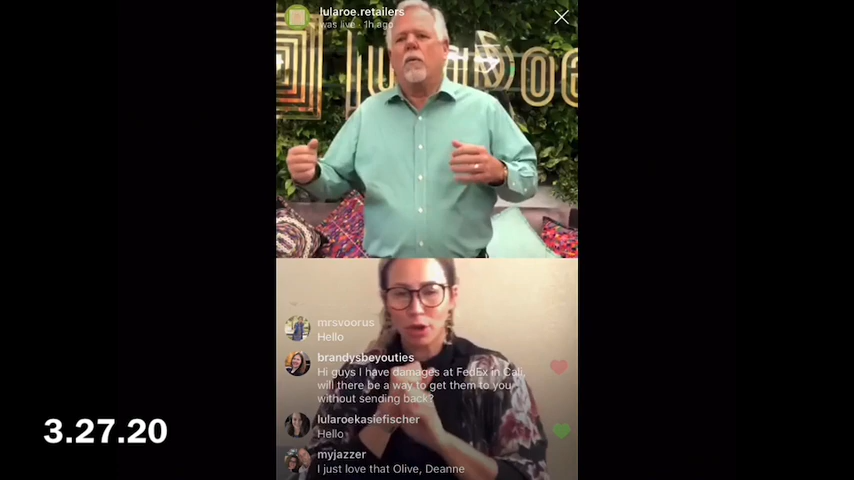 lularoe.retailers
was live · 1h ago
lularoe
mrsvoorus
Hello
brandysbeyouties
Hi guys I have damages at FedEx in Cali,
will there be a way to get them to you
without sending back?
3.27.20
lularoekasiefischer
Hello
myjazzer
I just love that Olive, Deanne